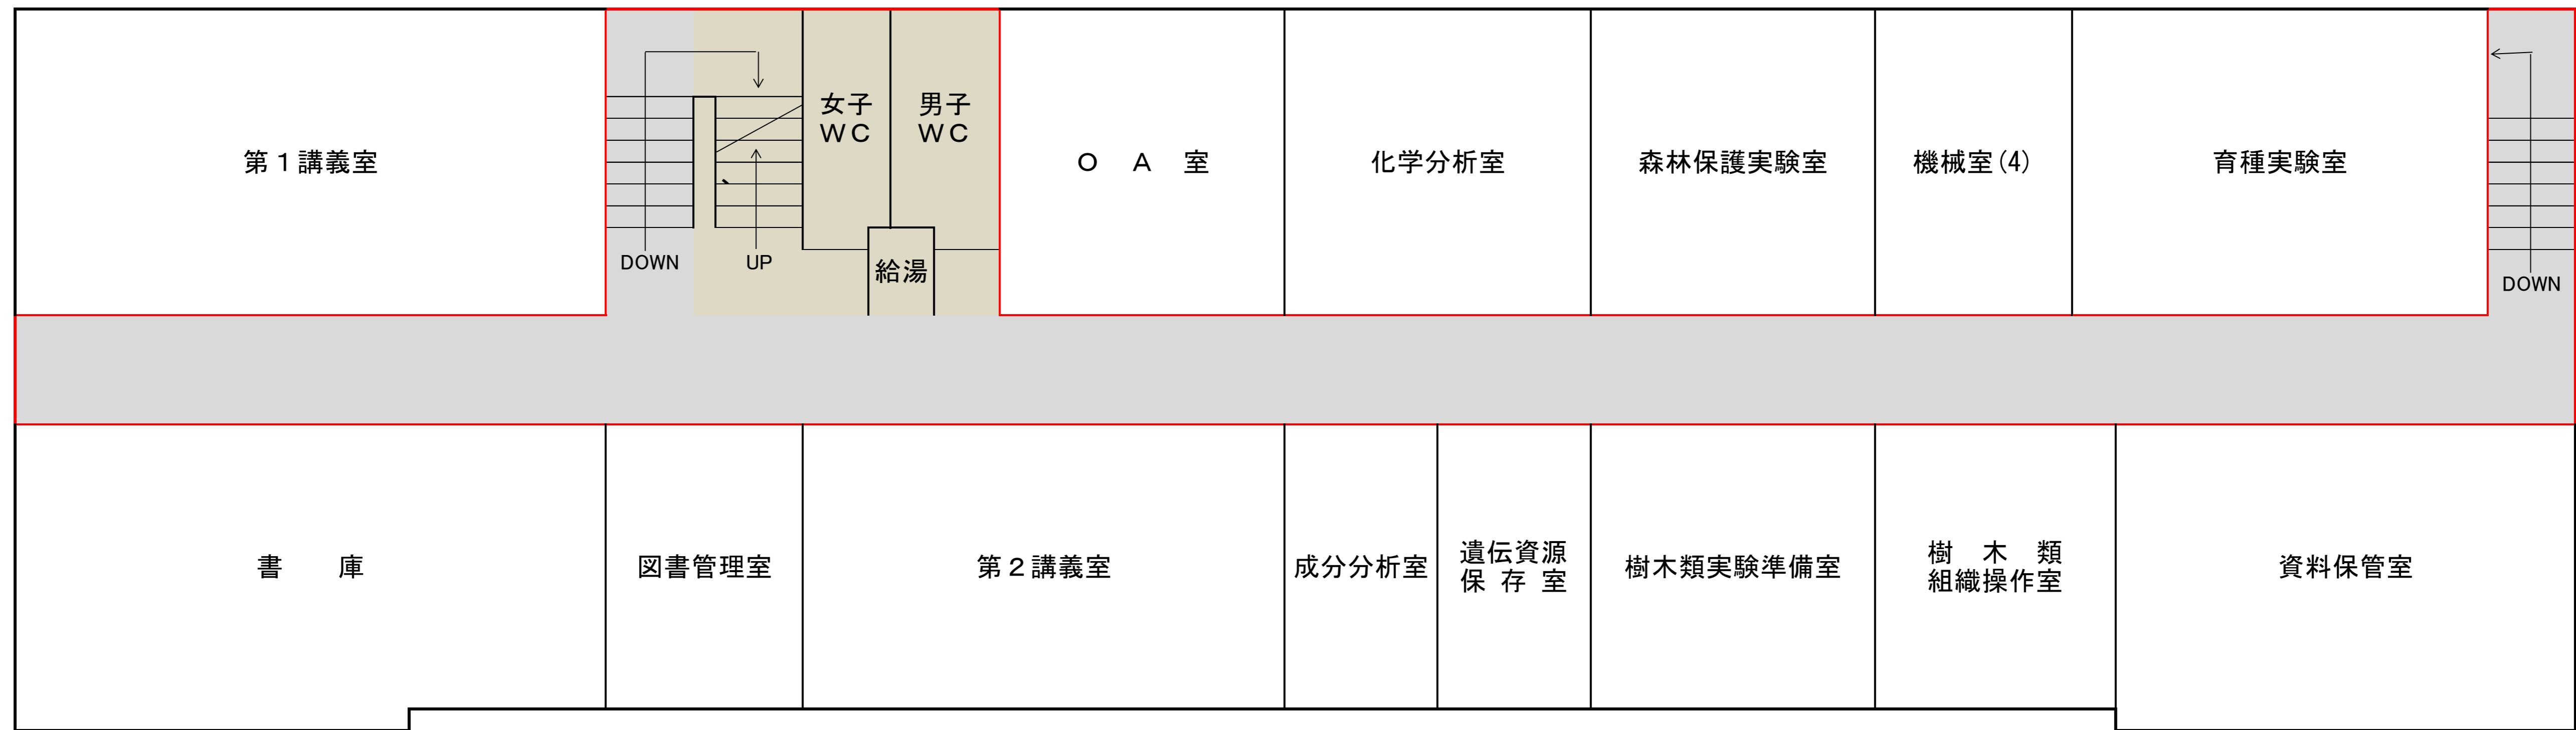 第１講義室
DOWN
UP
女子
ＷＣ
男子
ＷＣ
給湯
Ｏ　Ａ　室
化学分析室
森林保護実験室
機械室(4)
育種実験室
DOWN
書　　庫
図書管理室
第２講義室
成分分析室
遺伝資源
保 存 室
樹木類実験準備室
樹　木　類
組織操作室
資料保管室